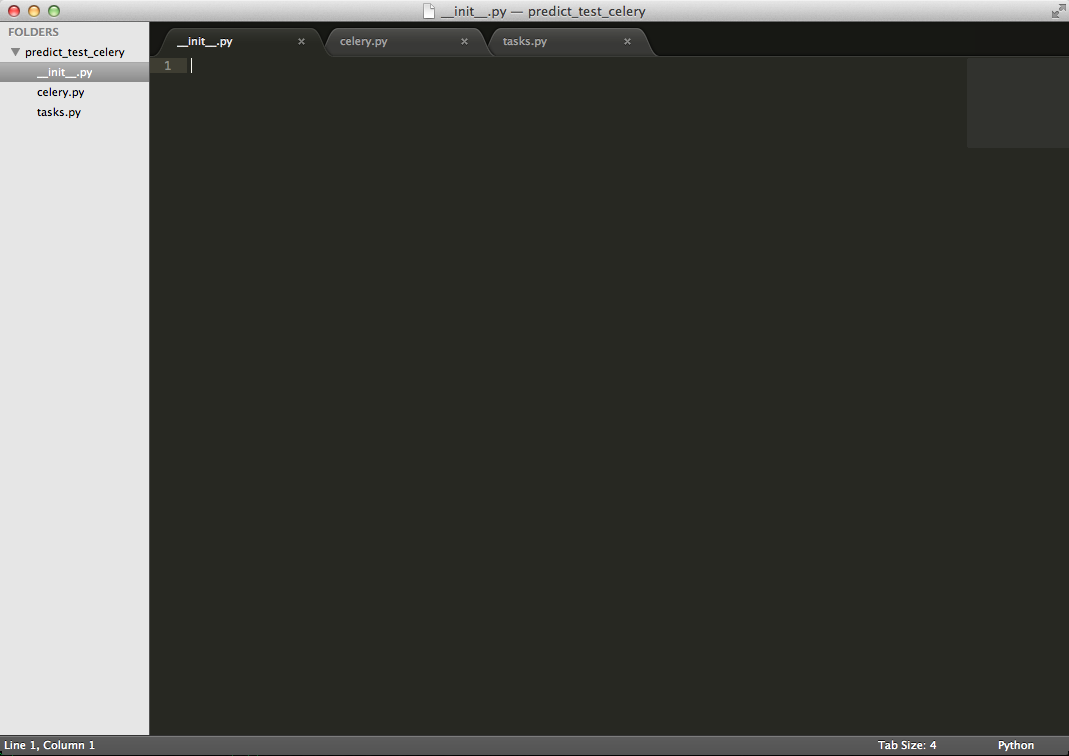 __init__.py — predict_test_celery
FOLDERS
predict_test_celery
__init__.py
celery.py
tasks.py
__init__.py × celery.py × tasks.py ×
1
Line 1, Column 1 Tab Size: 4 Python